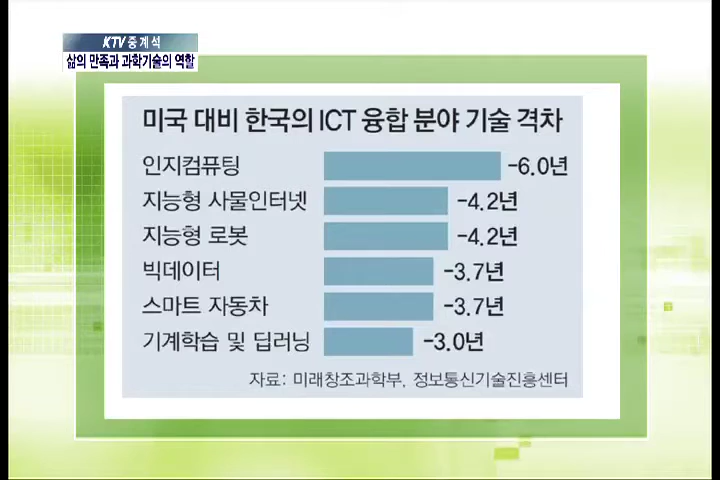 KTV중계석
삶의 만족과 과학기술의 역할
미국 대비 한국의 ICT 융합 분야 기술 격차
인지컴퓨팅 -6.0년
지능형 사물인터넷 -4.2년
지능형 로봇 -4.2년
빅데이터 -3.7년
스마트 자동차 -3.7년
기계학습 및 딥러닝 -3.0년
자료: 미래창조과학부, 정보통신기술진흥센터